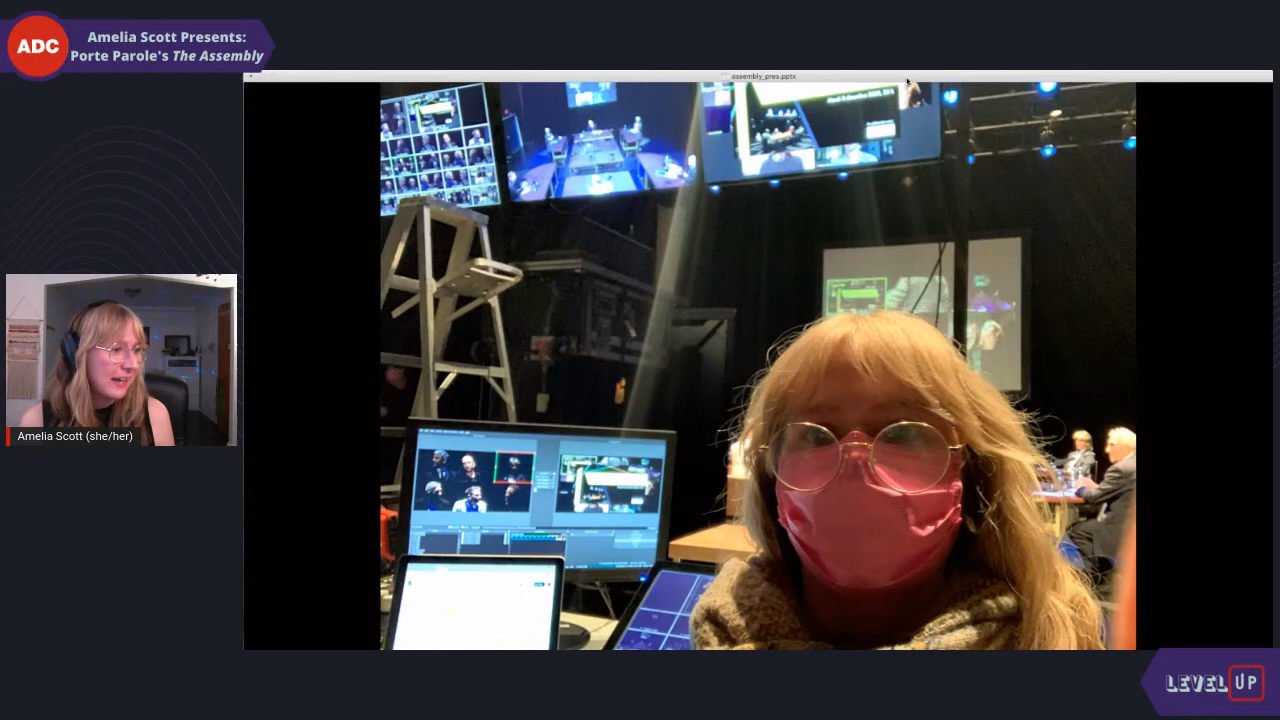 ADC
Amelia Scott Presents:
Porte Parole's The Assembly
assembly_pres.pptx
Amelia Scott (she/her)
LEVEL UP